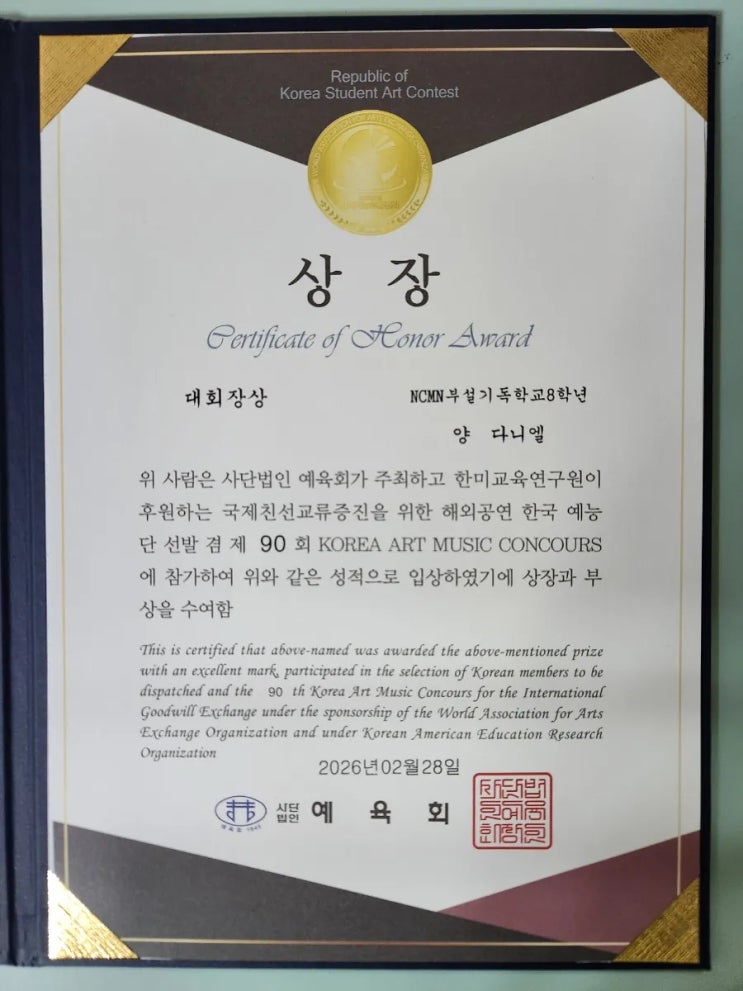 Republic of
Korea Student Art Contest
상 장
Certificate of Honor Award
대회장상
NCMN부설기독학교8학년
양 다니엘
위 사람은 사단법인 예육회가 주최하고 한미교육연구원이
후원하는 국제친선교류증진을 위한 해외공연 한국 예능
단 선발 겸 제 90 회 KOREA ART MUSIC CONCOURS
에 참가하여 위와 같은 성적으로 입상하였기에 상장과 부
상을 수여함
This is certified that above-named was awarded the above-mentioned prize
with an excellent mark, participated in the selection of Korean members to be
dispatched and the 90 th Korea Art Music Concours for the International
Goodwill Exchange under the sponsorship of the World Association for Arts
Exchange Organization and under Korean American Education Research
Organization
2026년02월28일
사단
법인 예 육 회